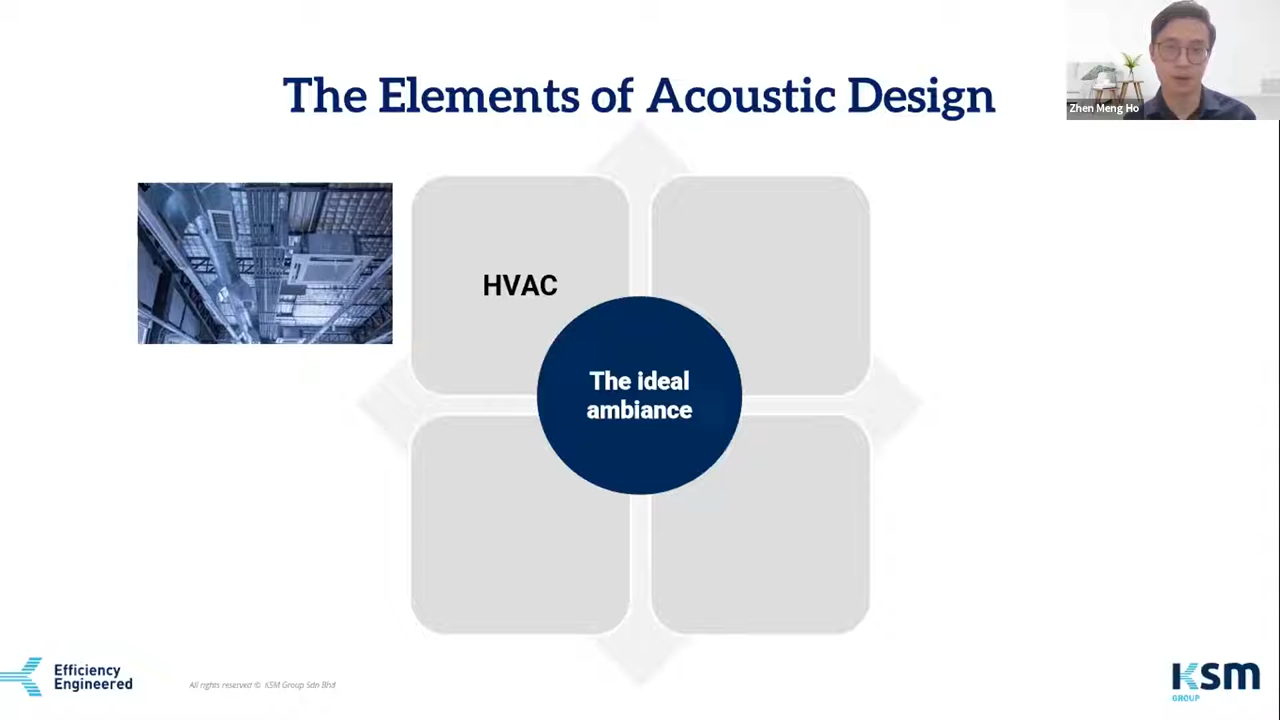 The Elements of Acoustic Design
Zhen Meng Ho
HVAC
The ideal
ambiance
Efficiency
Engineered
All rights reserved ©. KSM Group Sdn Bhd
KSM
GROUP